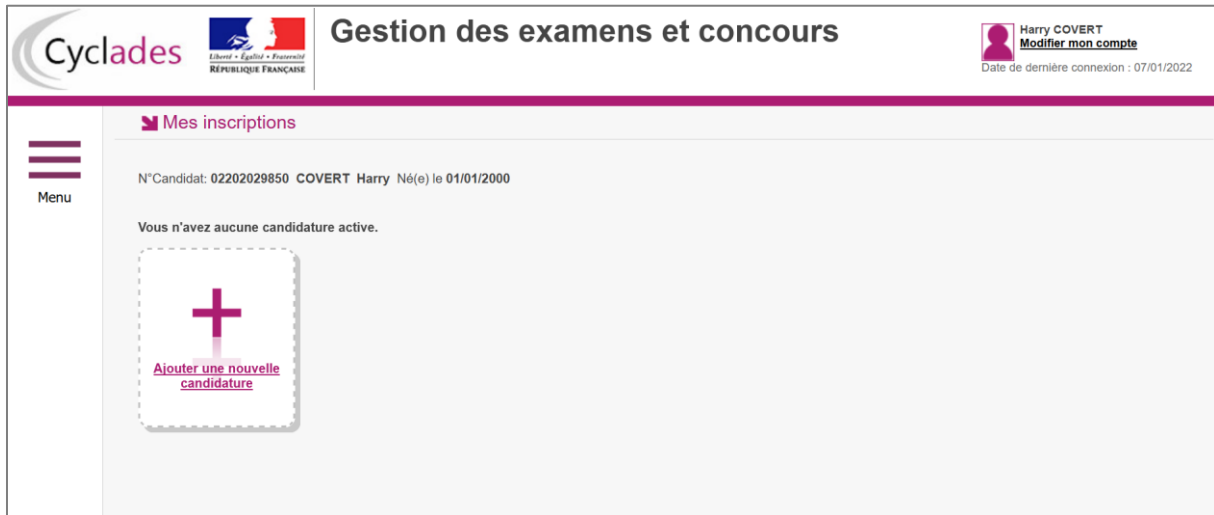 Cyclades
Liberté • Égalité • Fraternité
RÉPUBLIQUE FRANÇAISE
Gestion des examens et concours
Harry COVERT
Modifier mon compte
Date de dernière connexion : 07/01/2022
Menu
Mes inscriptions
N°Candidat: 02202029850 COVERT Harry Né(e) le 01/01/2000
Vous n'avez aucune candidature active.
Ajouter une nouvelle
candidature